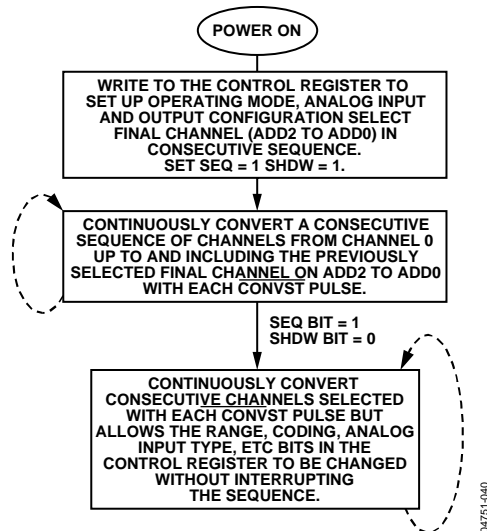 POWER ON
WRITE TO THE CONTROL REGISTER TO
SET UP OPERATING MODE, ANALOG INPUT
AND OUTPUT CONFIGURATION SELECT
FINAL CHANNEL (ADD2 TO ADD0) IN
CONSECUTIVE SEQUENCE.
SET SEQ = 1 SHDW = 1.
CONTINUOUSLY CONVERT A CONSECUTIVE
SEQUENCE OF CHANNELS FROM CHANNEL 0
UP TO AND INCLUDING THE PREVIOUSLY
SELECTED FINAL CHANNEL ON ADD2 TO ADD0
WITH EACH CONVST PULSE.
SEQ BIT = 1
SHDW BIT = 0
CONTINUOUSLY CONVERT
CONSECUTIVE CHANNELS SELECTED
WITH EACH CONVST PULSE BUT
ALLOWS THE RANGE, CODING, ANALOG
INPUT TYPE, ETC BITS IN THE
CONTROL REGISTER TO BE CHANGED
WITHOUT INTERRUPTING
THE SEQUENCE.
04751-040